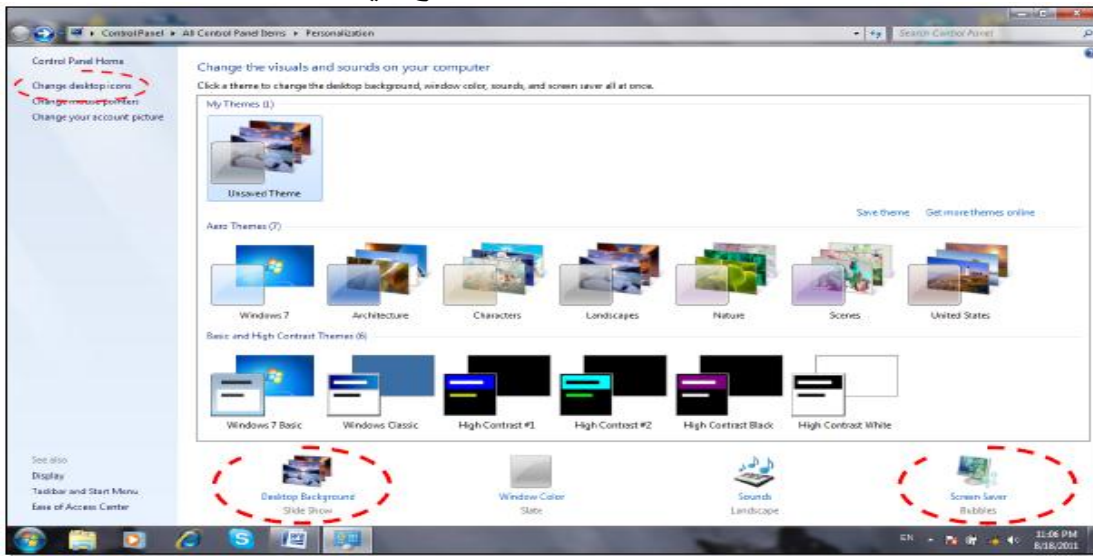 Control Panel ▸ All Control Panel Items ▸ Personalization
Search Control Panel
Control Panel Home
Change desktop icons
Change mouse pointers
Change your account picture
Change the visuals and sounds on your computer
Click a theme to change the desktop background, window color, sounds, and screen saver all at once.
My Themes (1)
Unsaved Theme
Save theme Get more themes online
Aero Themes (7)
Windows 7 Architecture Characters Landscapes Nature Scenes United States
Basic and High Contrast Themes (6)
Windows 7 Basic Windows Classic High Contrast #1 High Contrast #2 High Contrast Black High Contrast White
See also
Display
Taskbar and Start Menu
Ease of Access Center
Desktop Background
Slide Show
Window Color
Slate
Sounds
Landscape
Screen Saver
Bubbles
EN
11:06 PM
8/18/2011